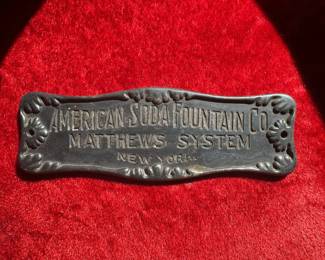 AMERICAN SODA FOUNTAIN CO.
MATTHEWS SYSTEM
NEW YORK